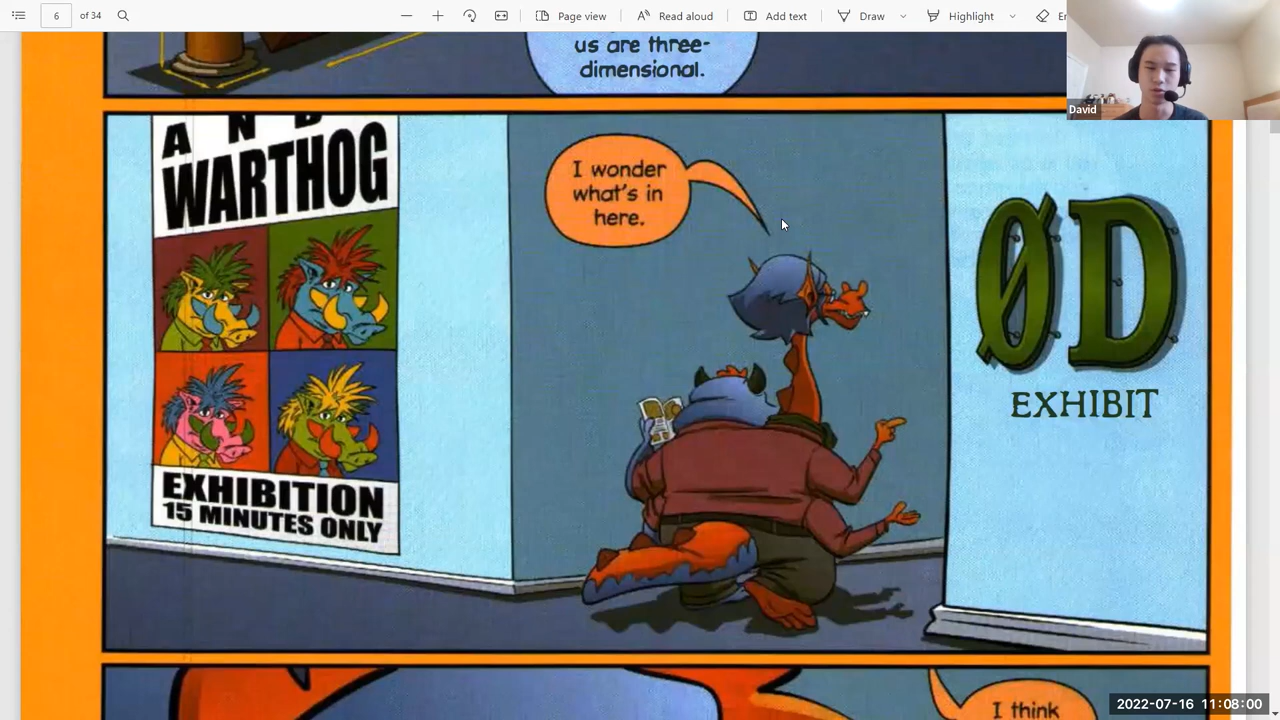 6 of 34
Page view
Read aloud
Add text
Draw
Highlight
us are three-
dimensional.
David
A N D
WARTHOG
I wonder
what's in
here.
ØD
EXHIBIT
EXHIBITION
15 MINUTES ONLY
I think
2022-07-16 11:08:00